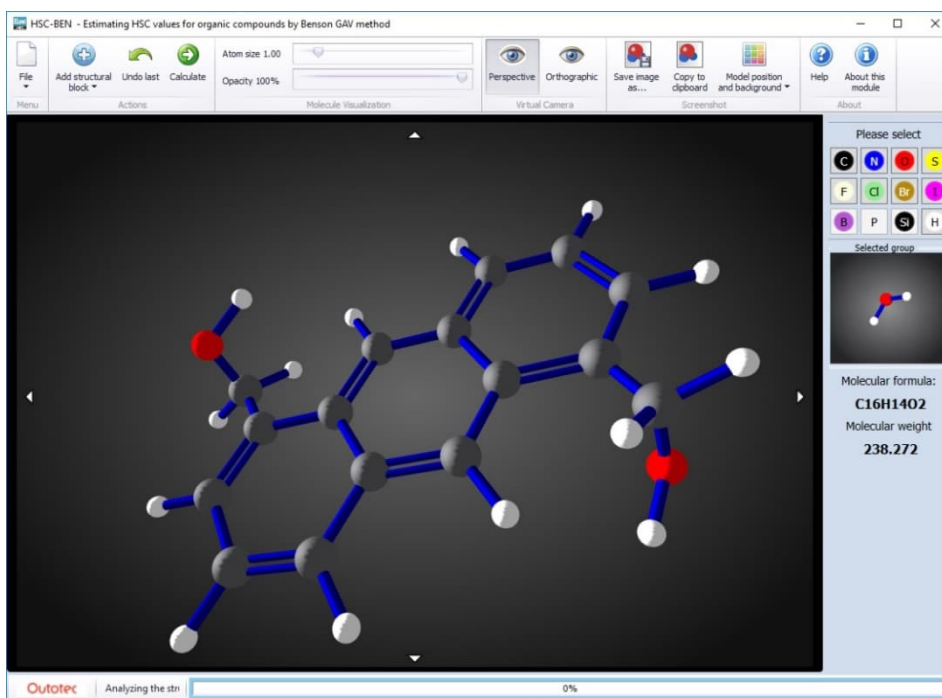 HSC-BEN - Estimating HSC values for organic compounds by Benson GAV method
File
Add structural block
Undo last
Calculate
Atom size 1.00
Opacity 100%
Perspective
Orthographic
Save image as...
Copy to clipboard
Model position and background
Help
About this module
Menu
Actions
Molecule Visualization
Virtual Camera
Screenshot
About
Please select
C N O S
F Cl Br I
B P Si H
Selected group
Molecular formula:
C16H14O2
Molecular weight
238.272
Outotec
Analyzing the stru
0%